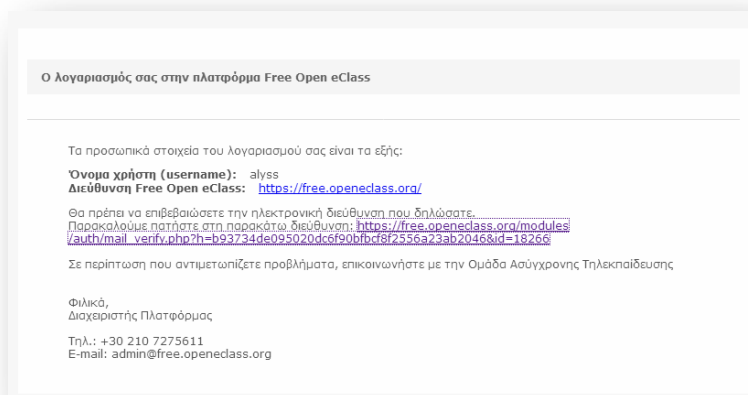 Ο λογαριασμός σας στην πλατφόρμα Free Open eClass
Τα προσωπικά στοιχεία του λογαριασμού σας είναι τα εξής:
Όνομα χρήστη (username): alyss
Διεύθυνση Free Open eClass: https://free.openeclass.org/
Θα πρέπει να επιβεβαιώσετε την ηλεκτρονική διεύθυνση που δηλώσατε.
Παρακαλούμε πατήστε στη παρακάτω διεύθυνση: https://free.openeclass.org/modules
/auth/mail_verify.php?h=b93734de095020dc6f90bfbcf8f2556a23ab2046&id=18266
Σε περίπτωση που αντιμετωπίζετε προβλήματα, επικοινωνήστε με την Ομάδα Ασύγχρονης Τηλεκπαίδευσης
Φιλικά,
Διαχειριστής Πλατφόρμας
Τηλ.: +30 210 7275611
E-mail: admin@free.openeclass.org